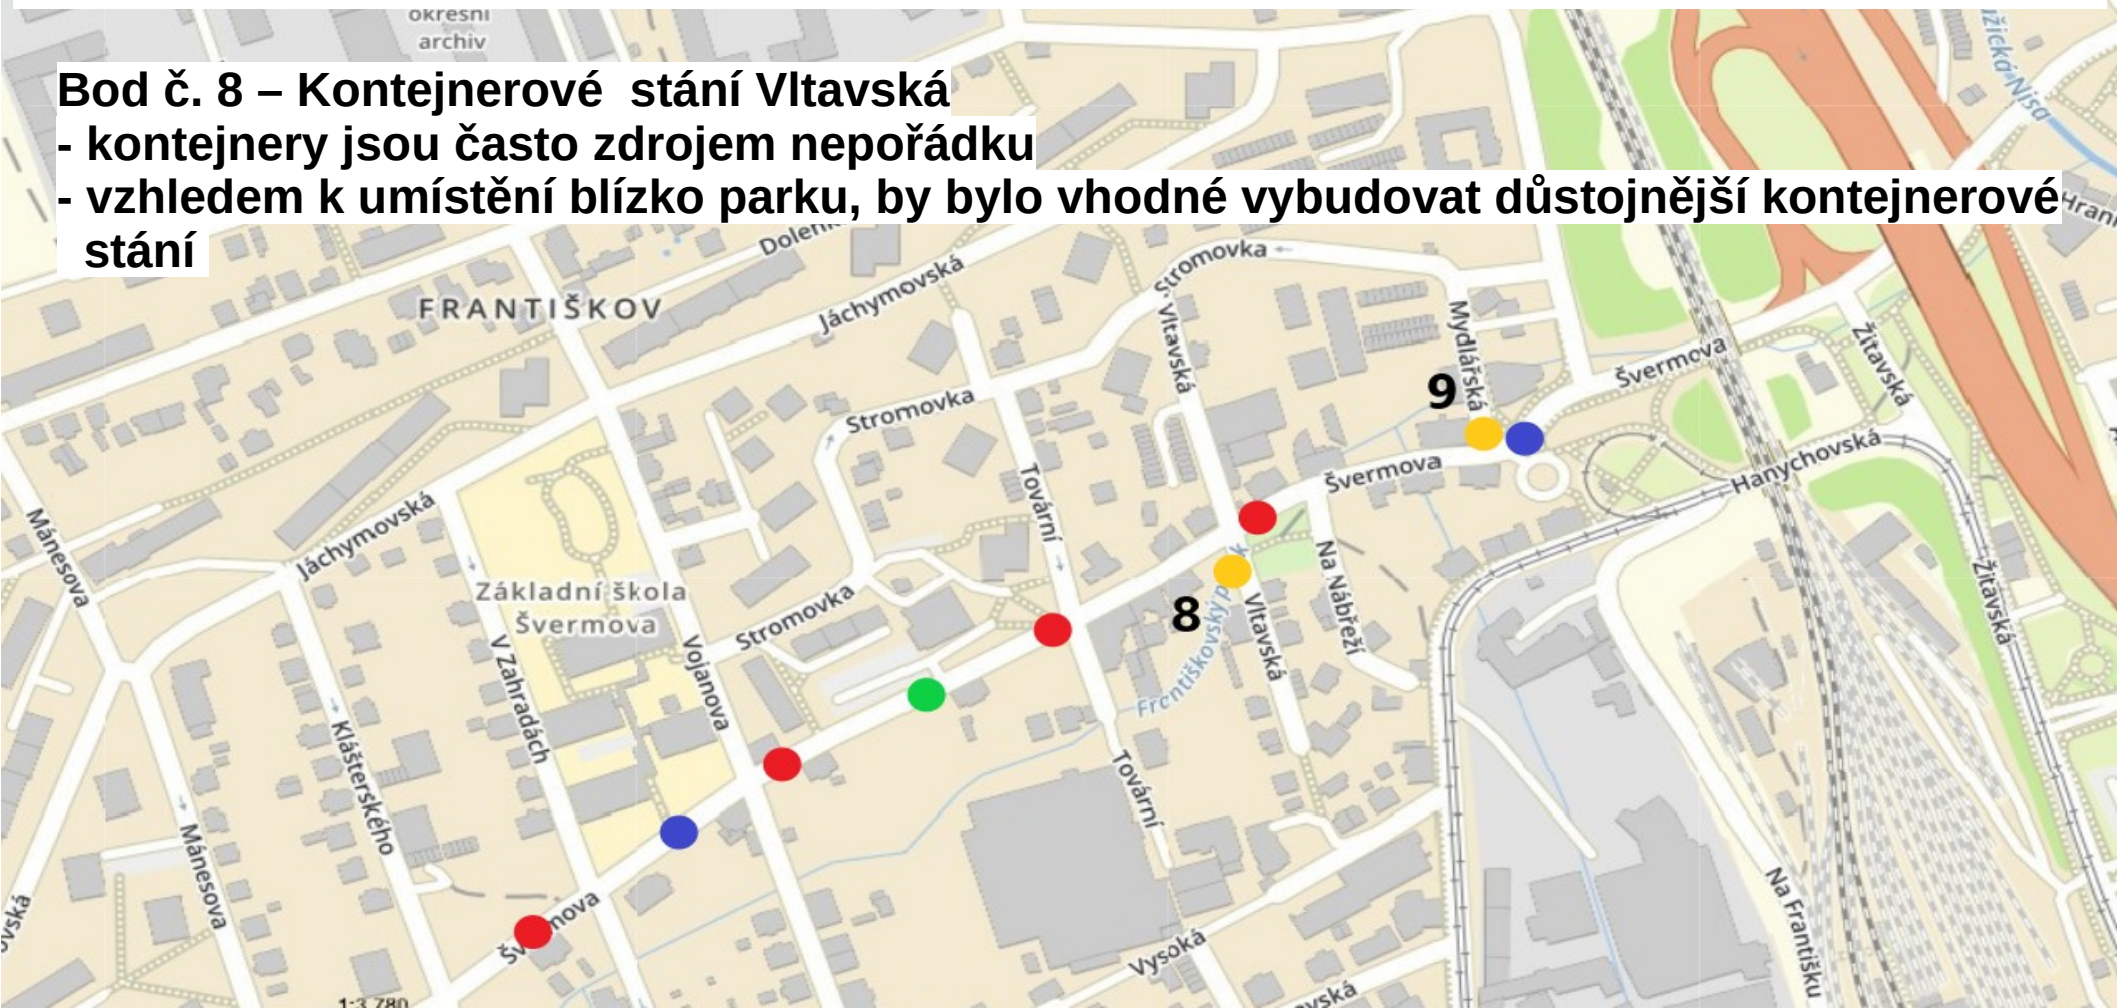 okresní
archiv
Bod č. 8 – Kontejnerové stání Vltavská
- kontejnery jsou často zdrojem nepořádku
- vzhledem k umístění blízko parku, by bylo vhodné vybudovat důstojnější kontejnerové
stání
FRANTIŠKOV
Jáchymovská
Stromovka
Vltavská
Mydlářská
Švermova
Žitavská
9
Stromovka
Hanychovská
Švermova
Tovární
Mánesova
Jáchymovská
Základní škola
Švermova
Stromovka
Na Nábřeží
8
Vltavská
Žitavská
V Zahradách
Vojanova
Klášterského
Tovární
Mánesova
Na Františku
Vysoká
1:3 780